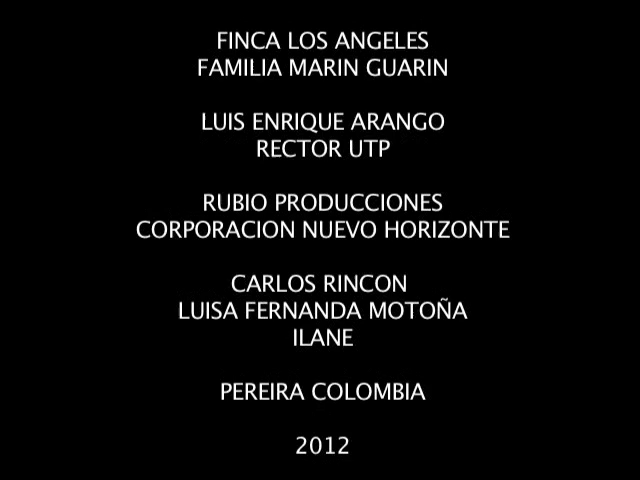 FINCA LOS ANGELES
FAMILIA MARIN GUARIN
LUIS ENRIQUE ARANGO
RECTOR UTP
RUBIO PRODUCCIONES
CORPORACION NUEVO HORIZONTE
CARLOS RINCON
LUISA FERNANDA MOTOÑA
ILANE
PEREIRA COLOMBIA
2012